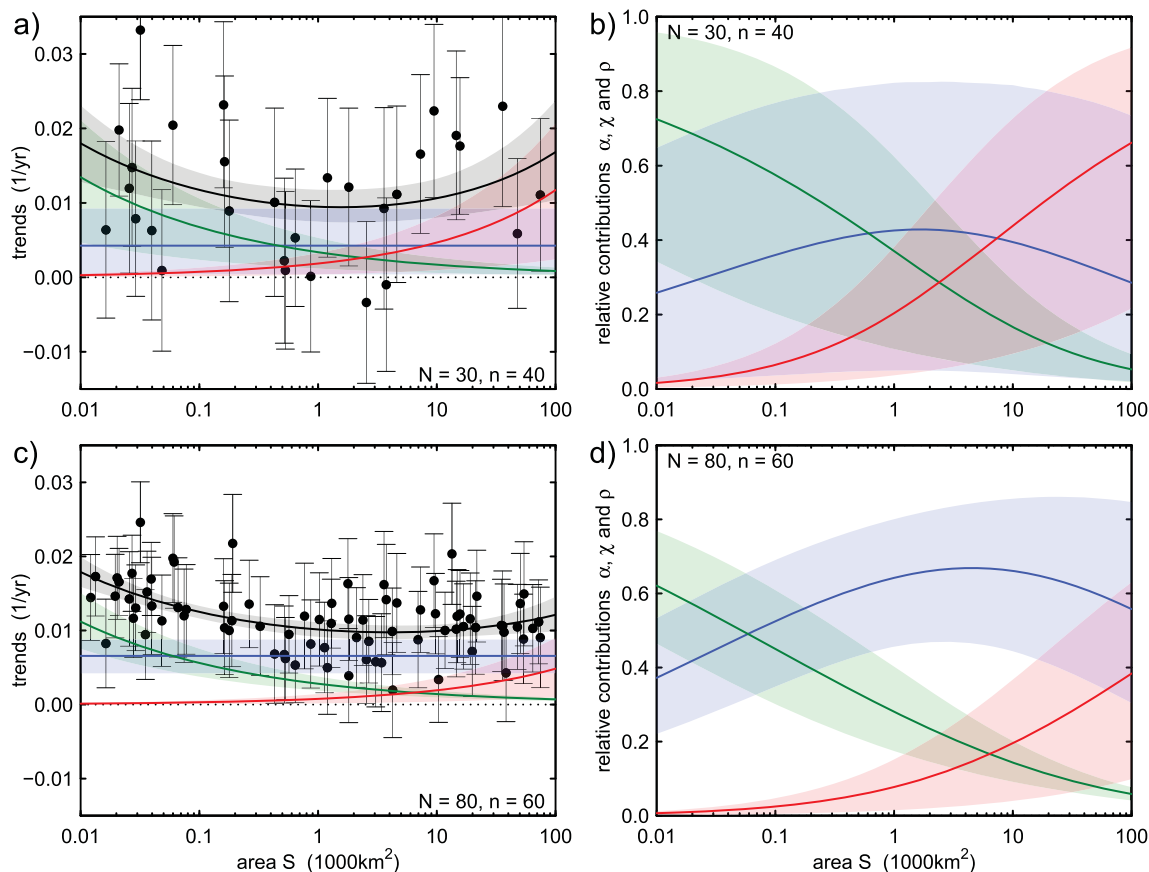 a)
0.03
0.02
0.01
0.00
−0.01
trends (1/yr)
N = 30, n = 40
0.01 0.1 1 10 100
b)
N = 30, n = 40
1.0
0.8
0.6
0.4
0.2
0.0
relative contributions α, χ and ρ
0.01 0.1 1 10 100
c)
0.03
0.02
0.01
0.00
−0.01
trends (1/yr)
N = 80, n = 60
0.01 0.1 1 10 100
area S (1000km²)
d)
N = 80, n = 60
1.0
0.8
0.6
0.4
0.2
0.0
relative contributions α, χ and ρ
0.01 0.1 1 10 100
area S (1000km²)